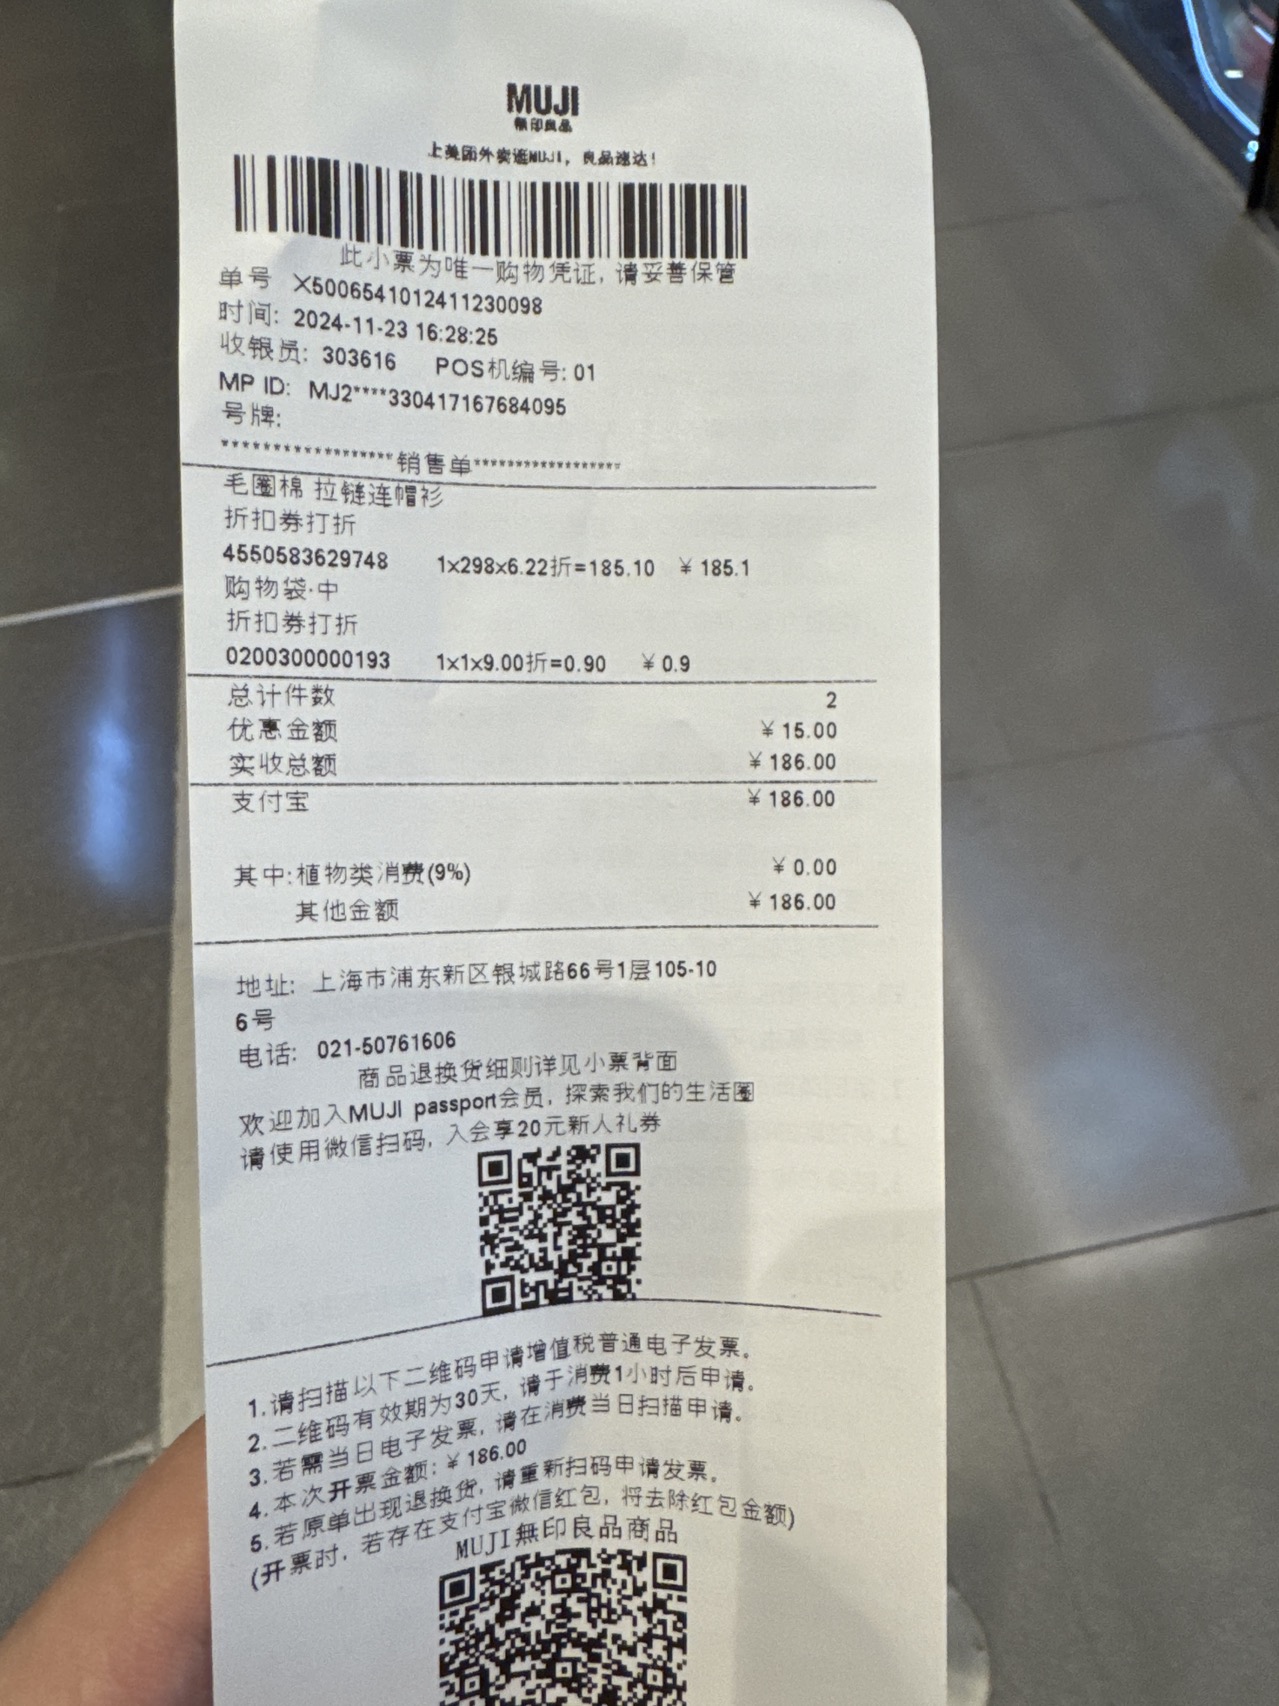 MUJI
無印良品
上美团外卖逛MUJI，良品速达！
此小票为唯一购物凭证, 请妥善保管
单号 X5006541012411230098
时间: 2024-11-23 16:28:25
收银员: 303616 POS机编号: 01
MP ID: MJ2****330417167684095
号牌:
******************销售单******************
毛圈棉 拉链连帽衫
折扣券打折
4550583629748 1x298x6.22折=185.10 ￥185.1
购物袋·中
折扣券打折
0200300000193 1x1x9.00折=0.90 ￥0.9
总计件数 2
优惠金额 ￥15.00
实收总额 ￥186.00
支付宝 ￥186.00
其中:植物类消费(9%) ￥0.00
其他金额 ￥186.00
地址: 上海市浦东新区银城路66号1层105-10
6号
电话: 021-50761606
商品退换货细则详见小票背面
欢迎加入MUJI passport会员, 探索我们的生活圈
请使用微信扫码, 入会享20元新人礼券
1.请扫描以下二维码申请增值税普通电子发票。
2.二维码有效期为30天, 请于消费1小时后申请。
3.若需当日电子发票, 请在消费当日扫描申请。
4.本次开票金额: ￥186.00
5.若原单出现退换货, 请重新扫码申请发票。
(开票时, 若存在支付宝微信红包, 将去除红包金额)
MUJI無印良品商品